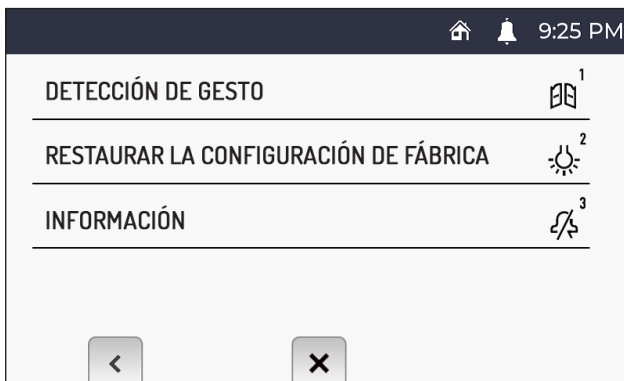 9:25 PM
DETECCIÓN DE GESTO 1
RESTAURAR LA CONFIGURACIÓN DE FÁBRICA 2
INFORMACIÓN 3